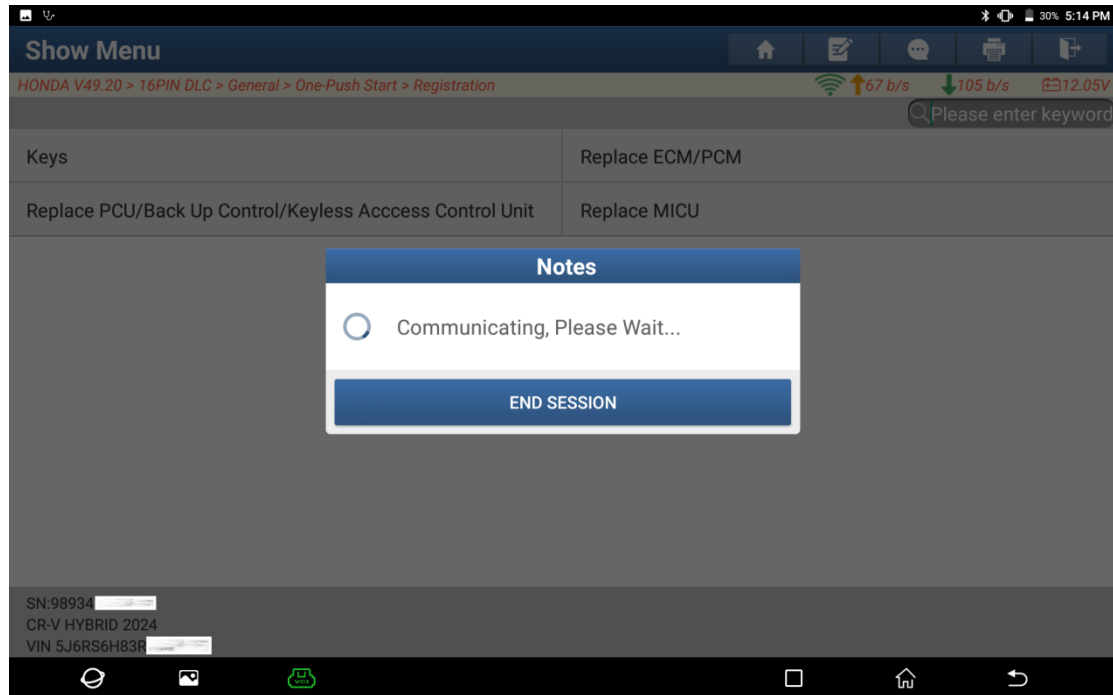 30% 5:14 PM
Show Menu
HONDA V49.20 > 16PIN DLC > General > One-Push Start > Registration
67 b/s 105 b/s 12.05V
Please enter keyword
Keys
Replace ECM/PCM
Replace PCU/Back Up Control/Keyless Acccess Control Unit
Replace MICU
Notes
Communicating, Please Wait...
END SESSION
SN:98934
CR-V HYBRID 2024
VIN 5J6RS6H83R
VCI